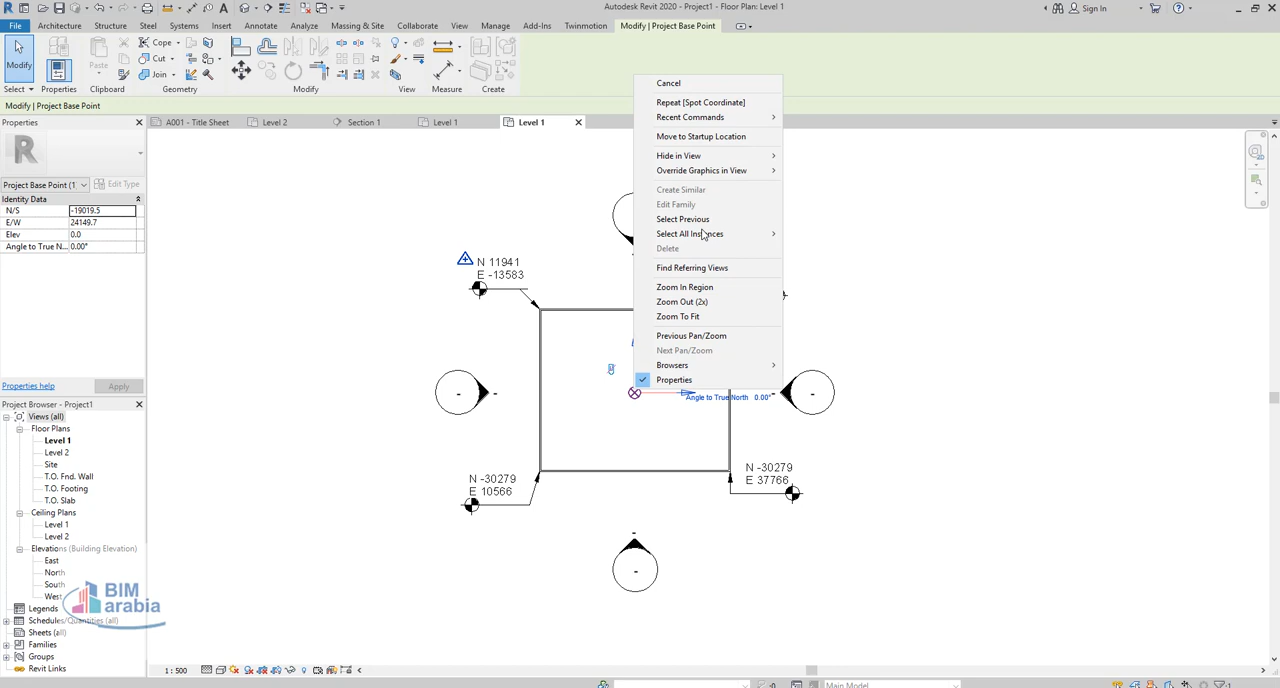 Autodesk Revit 2020 - Project1 - Floor Plan: Level 1
Sign In
File Architecture Structure Steel Systems Insert Annotate Analyze Massing & Site Collaborate View Manage Add-Ins Twinmotion Modify | Project Base Point
Modify
Paste
Cope
Cut
Join
Select Properties Clipboard Geometry Modify View Measure Create
Modify | Project Base Point
Properties
A001 - Title Sheet
Level 2
Section 1
Level 1
Level 1
Project Base Point (1
Edit Type
Identity Data
N/S -19019.5
E/W 24149.7
Elev 0.0
Angle to True N... 0.00°
Properties help
Apply
Project Browser - Project1
Views (all)
Floor Plans
Level 1
Level 2
Site
T.O. Fnd. Wall
T.O. Footing
T.O. Slab
Ceiling Plans
Level 1
Level 2
Elevations (Building Elevation)
East
North
South
West
Legends
Schedules/Quantities (all)
Sheets (all)
Families
Groups
Revit Links
BIM
arabia
Cancel
Repeat [Spot Coordinate]
Recent Commands
Move to Startup Location
Hide in View
Override Graphics in View
Create Similar
Edit Family
Select Previous
Select All Instances
Delete
Find Referring Views
Zoom In Region
Zoom Out (2x)
Zoom To Fit
Previous Pan/Zoom
Next Pan/Zoom
Browsers
Properties
N 11941
E -13583
Angle to True North 0.00°
N -30279
E 10566
N -30279
E 37766
1 : 500
Main Model